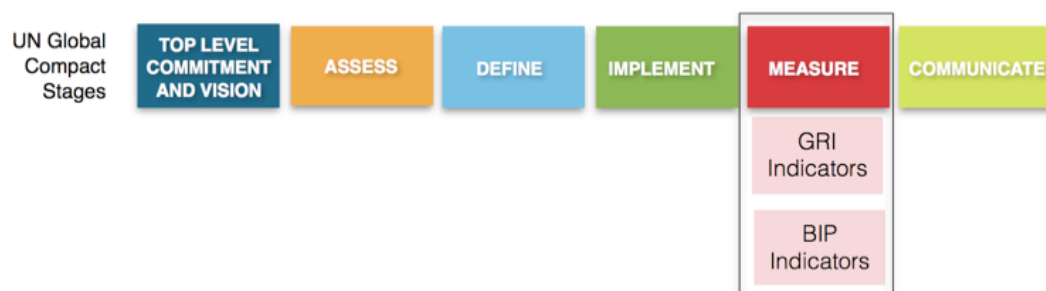 UN Global
Compact
Stages
TOP LEVEL
COMMITMENT
AND VISION
ASSESS
DEFINE
IMPLEMENT
MEASURE
COMMUNICATE
GRI
Indicators
BIP
Indicators